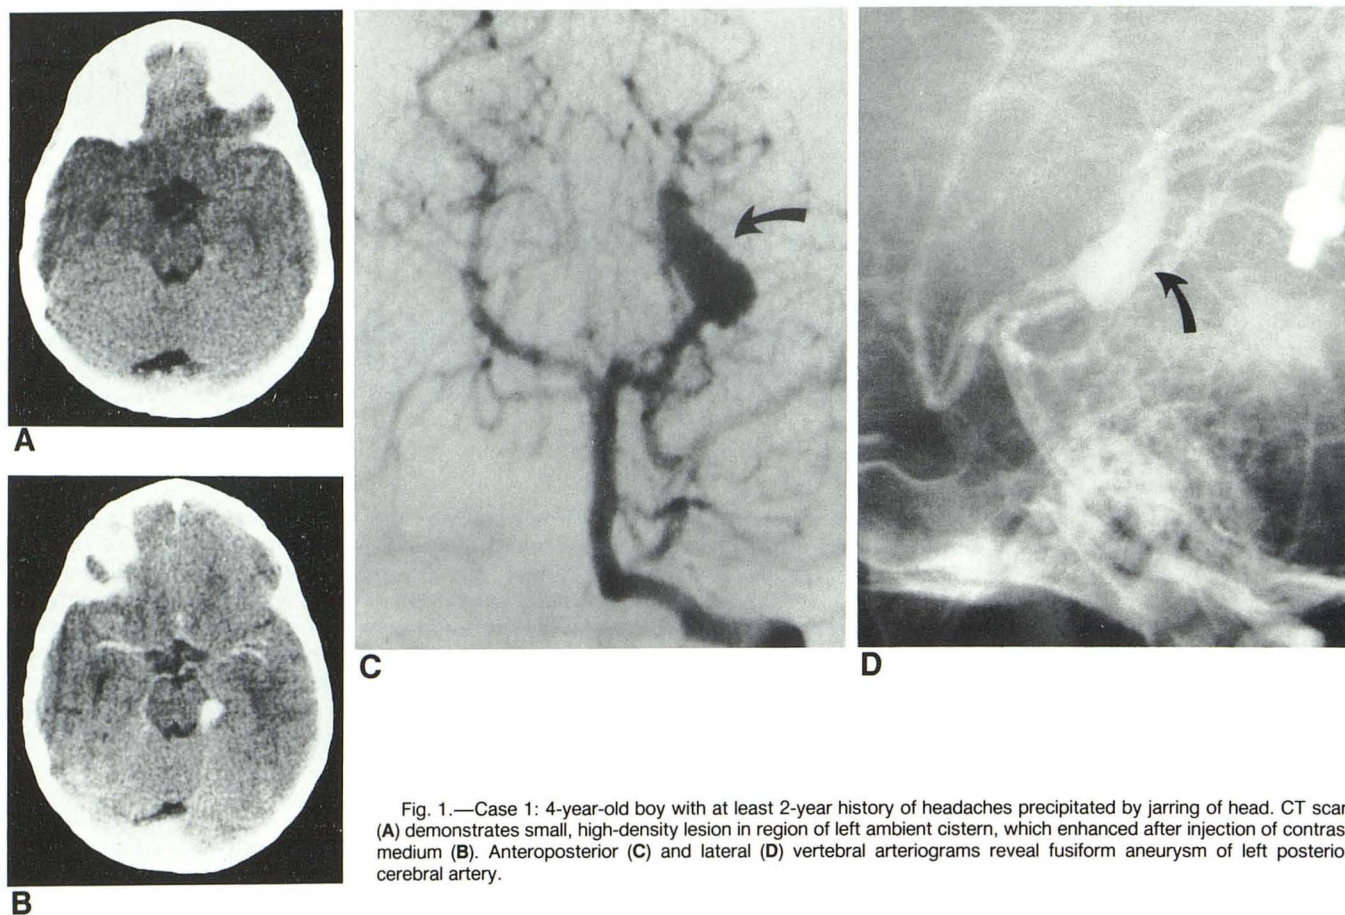 A
B
C
D
Fig. 1.—Case 1: 4-year-old boy with at least 2-year history of headaches precipitated by jarring of head. CT scan
(A) demonstrates small, high-density lesion in region of left ambient cistern, which enhanced after injection of contras
medium (B). Anteroposterior (C) and lateral (D) vertebral arteriograms reveal fusiform aneurysm of left posterio
cerebral artery.